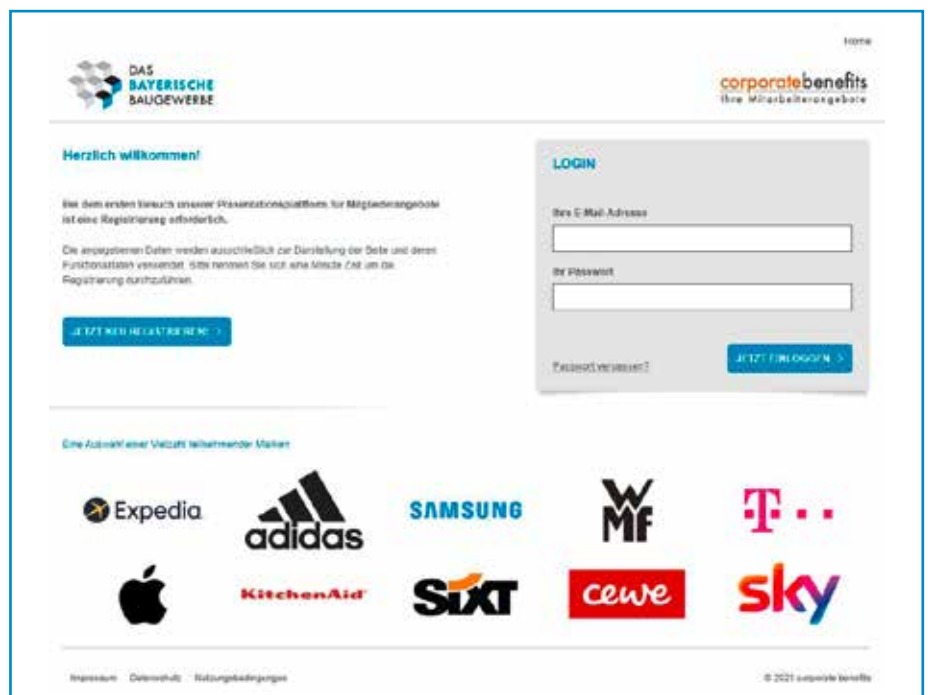 Home
DAS
BAYERISCHE
BAUGEWERBE
corporatebenefits
Ihre Mitarbeiterangebote
Herzlich willkommen!
LOGIN
Bei dem ersten Besuch unserer Präsentationsplattform für Mitgliederangebote
ist eine Registrierung erforderlich.
Die angegebenen Daten werden ausschließlich zur Darstellung der Seite und deren
Funktionalitäten verwendet. Bitte nehmen Sie sich eine Minute Zeit um die
Registrierung durchzuführen.
JETZT NEU REGISTRIEREN! >
Ihre E-Mail-Adresse
Ihr Passwort
Passwort vergessen?
JETZT EINLOGGEN >
Eine Auswahl einer Vielzahl teilnehmender Marken
Expedia
adidas
SAMSUNG
WMF
T
KitchenAid
SIXT
cewe
sky
Impressum Datenschutz Nutzungsbedingungen
© 2021 corporate benefits